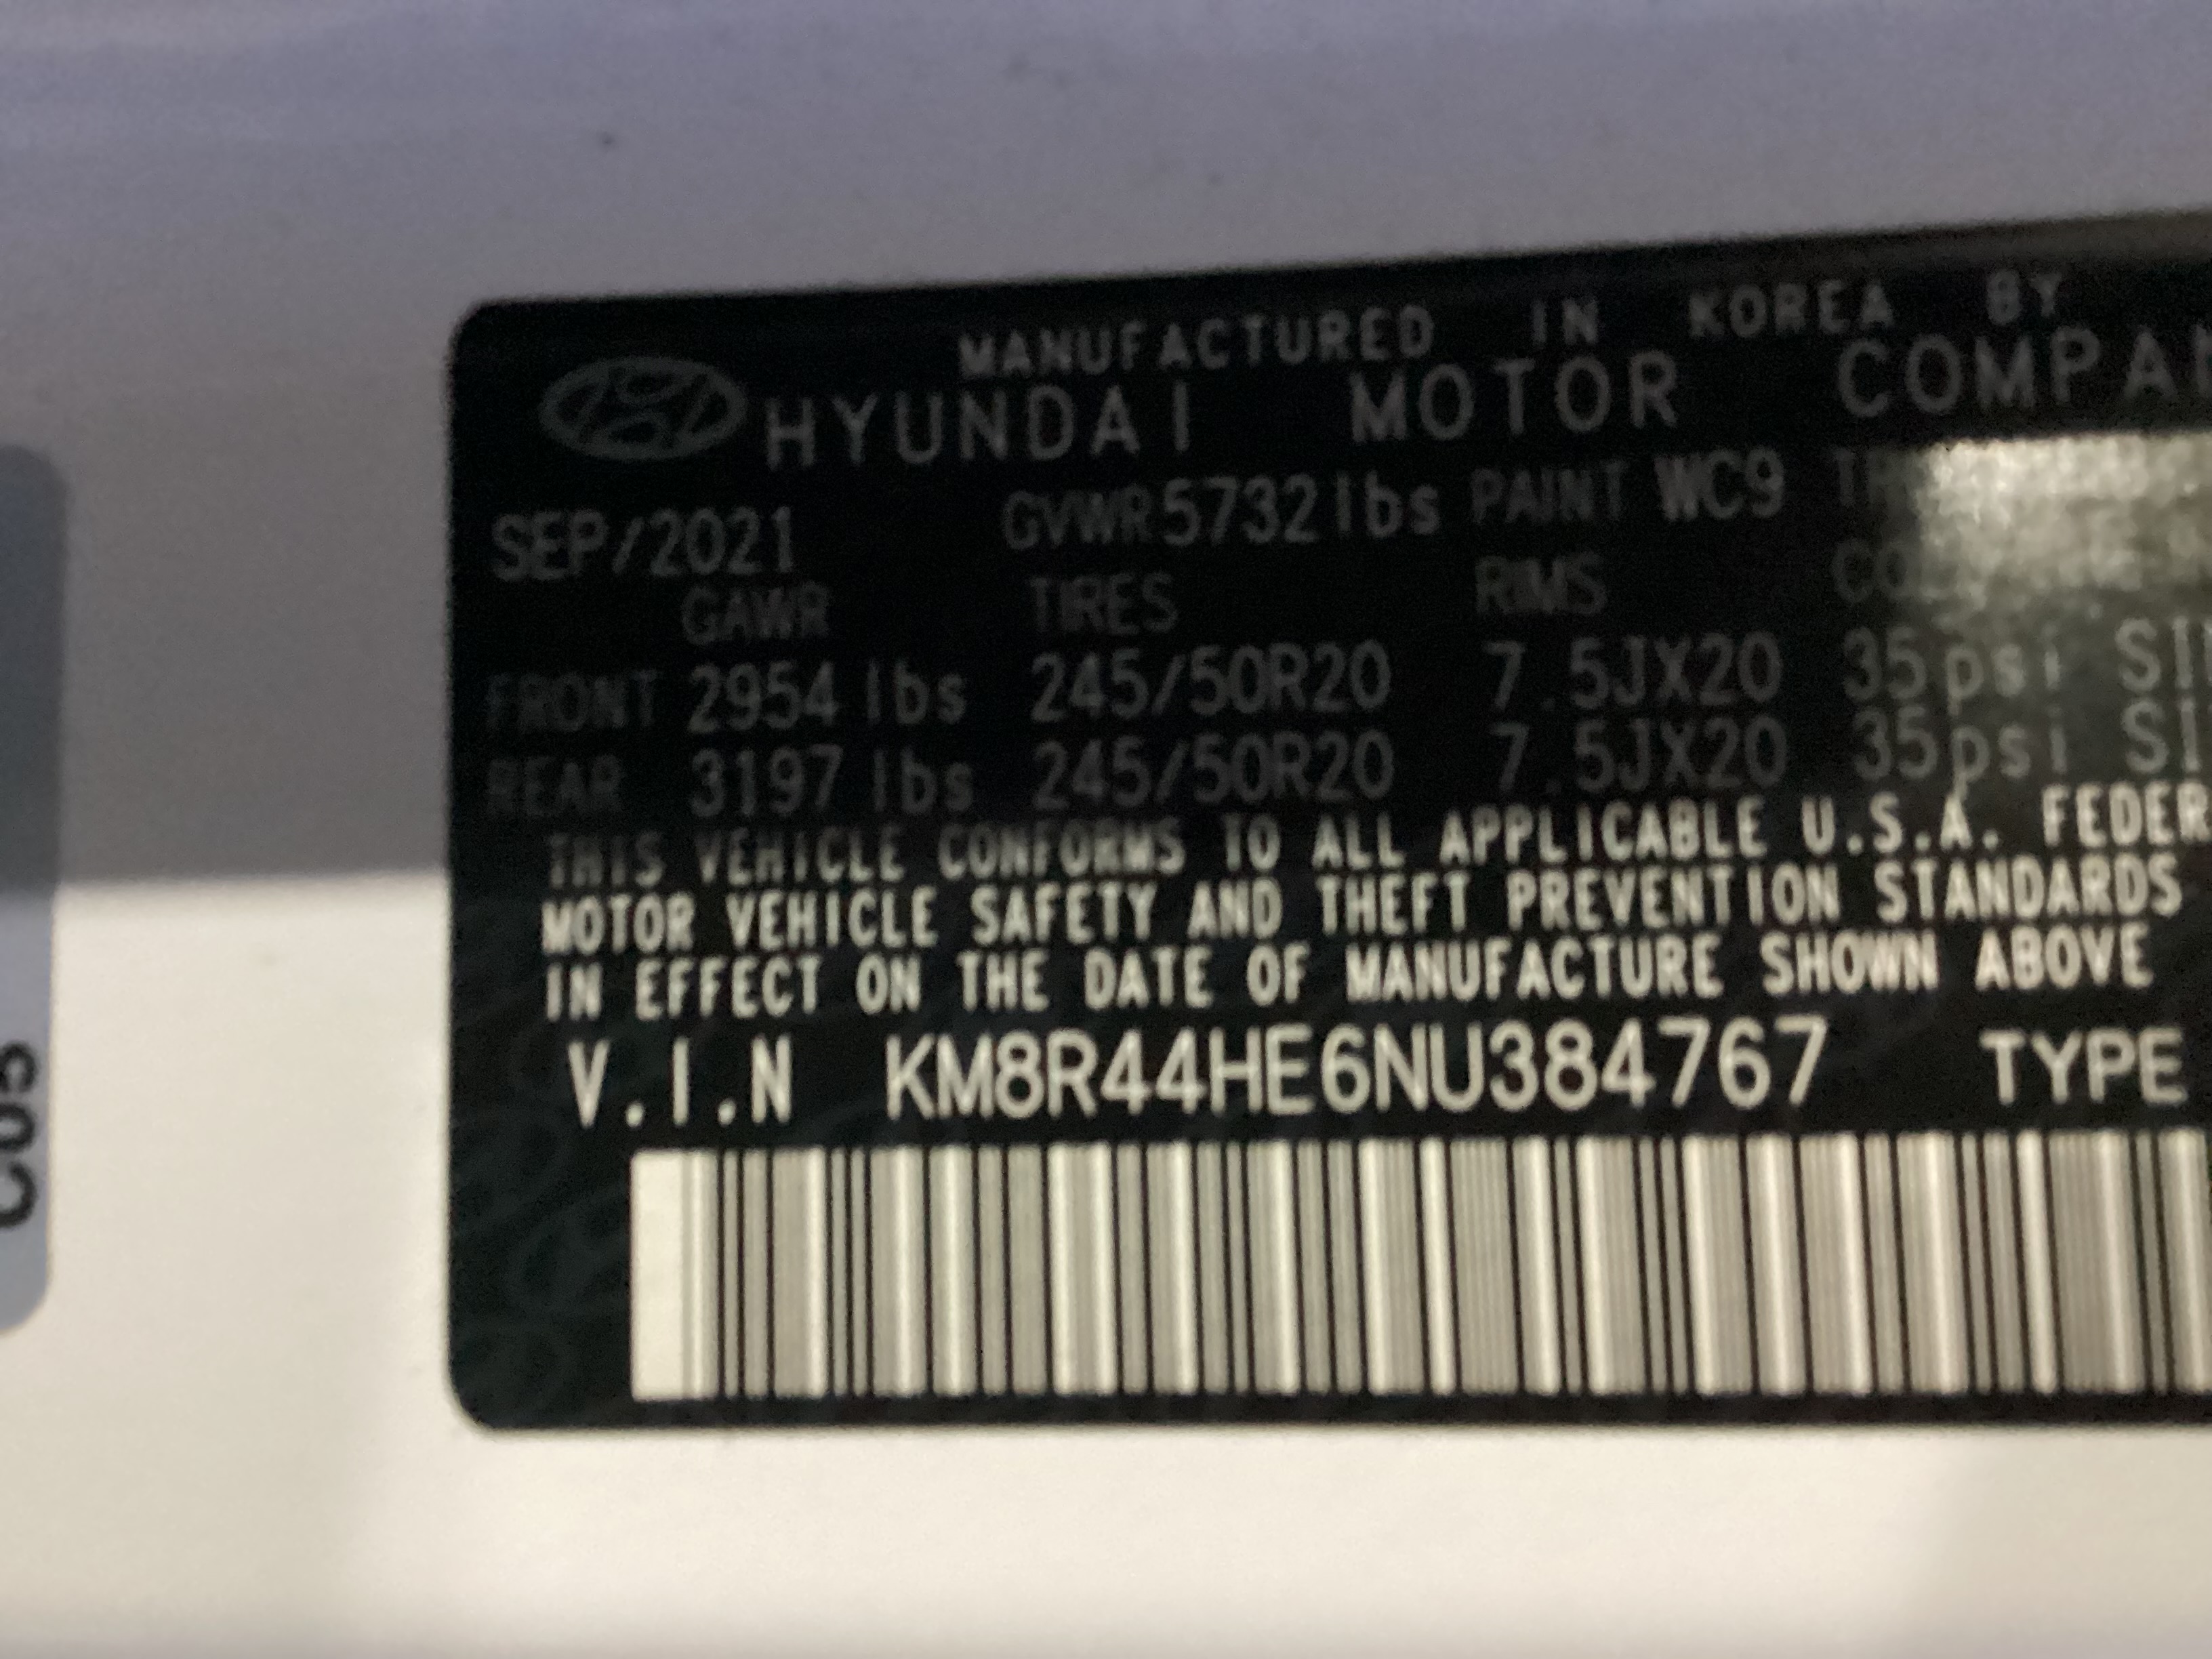 MANUFACTURED IN KOREA BY
HYUNDAI MOTOR COMPAN
SEP/2021 GVWR 5732 lbs PAINT WC9
GAWR TIRES RIMS
FRONT 2954 lbs 245/50R20 7.5JX20 35psi
REAR 3197 lbs 245/50R20 7.5JX20 35psi
THIS VEHICLE CONFORMS TO ALL APPLICABLE U.S.A. FEDER
MOTOR VEHICLE SAFETY AND THEFT PREVENTION STANDARDS
IN EFFECT ON THE DATE OF MANUFACTURE SHOWN ABOVE
V.I.N KM8R44HE6NU384767 TYPE